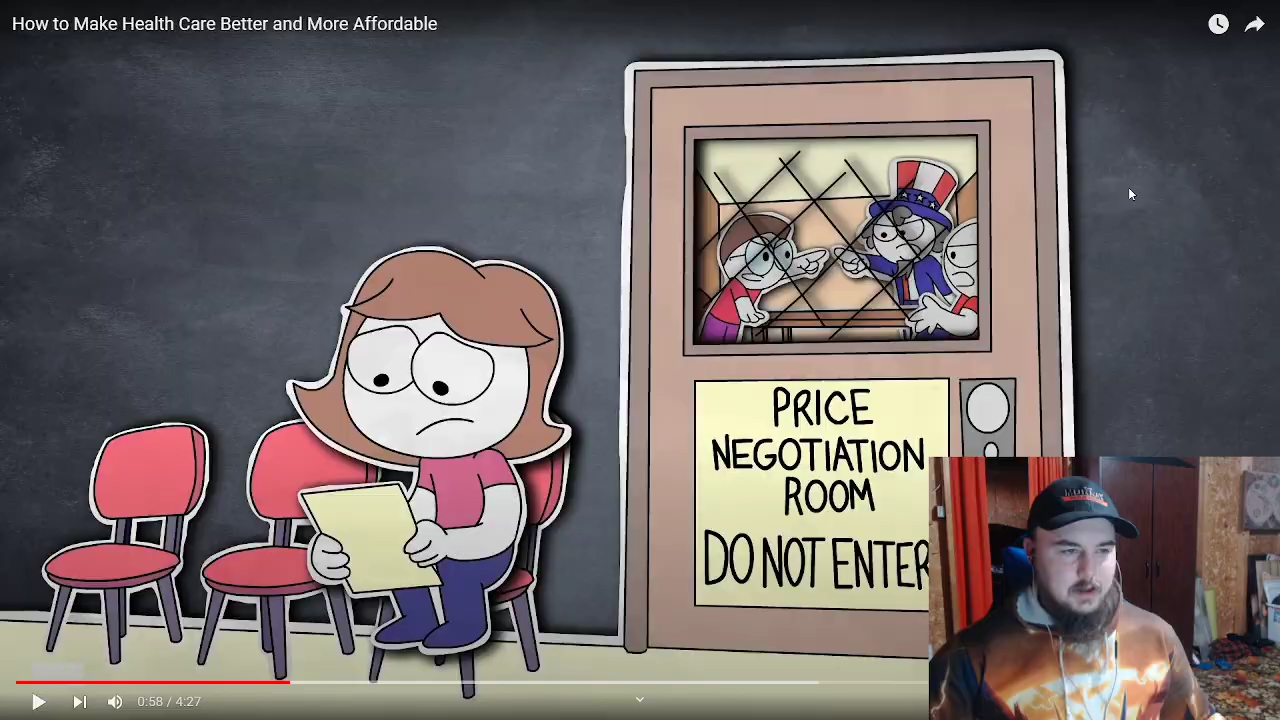 How to Make Health Care Better and More Affordable
PRICE
NEGOTIATION
ROOM
DO NOT ENTER
0:58 / 4:27